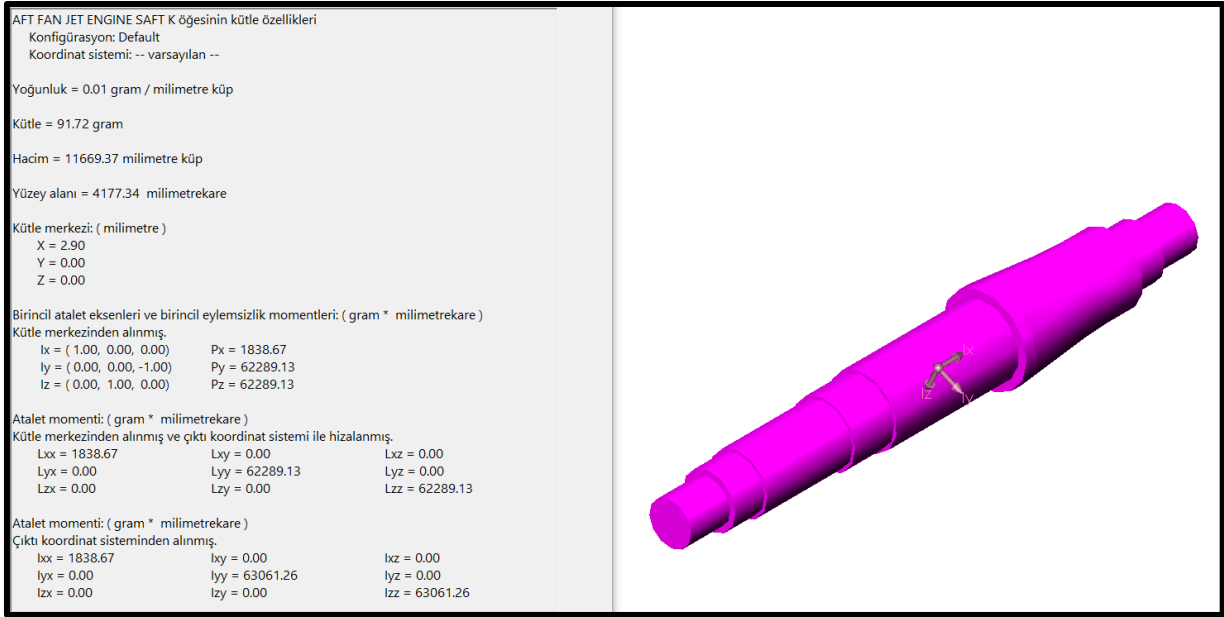 AFT FAN JET ENGINE SAFT K öğesinin kütle özellikleri
Konfigürasyon: Default
Koordinat sistemi: -- varsayılan --
Yoğunluk = 0.01 gram / milimetre küp
Kütle = 91.72 gram
Hacim = 11669.37 milimetre küp
Yüzey alanı = 4177.34 milimetrekare
Kütle merkezi: ( milimetre )
X = 2.90
Y = 0.00
Z = 0.00
Birincil atalet eksenleri ve birincil eylemsizlik momentleri: ( gram * milimetrekare )
Kütle merkezinden alınmış.
Ix = ( 1.00, 0.00, 0.00) Px = 1838.67
Iy = ( 0.00, 0.00, -1.00) Py = 62289.13
Iz = ( 0.00, 1.00, 0.00) Pz = 62289.13
Atalet momenti: ( gram * milimetrekare )
Kütle merkezinden alınmış ve çıktı koordinat sistemi ile hizalanmış.
Lxx = 1838.67 Lxy = 0.00 Lxz = 0.00
Lyx = 0.00 Lyy = 62289.13 Lyz = 0.00
Lzx = 0.00 Lzy = 0.00 Lzz = 62289.13
Atalet momenti: ( gram * milimetrekare )
Çıktı koordinat sisteminden alınmış.
Ixx = 1838.67 Ixy = 0.00 Ixz = 0.00
Iyx = 0.00 Iyy = 63061.26 Iyz = 0.00
Izx = 0.00 Izy = 0.00 Izz = 63061.26
Ix
Iz
Iy